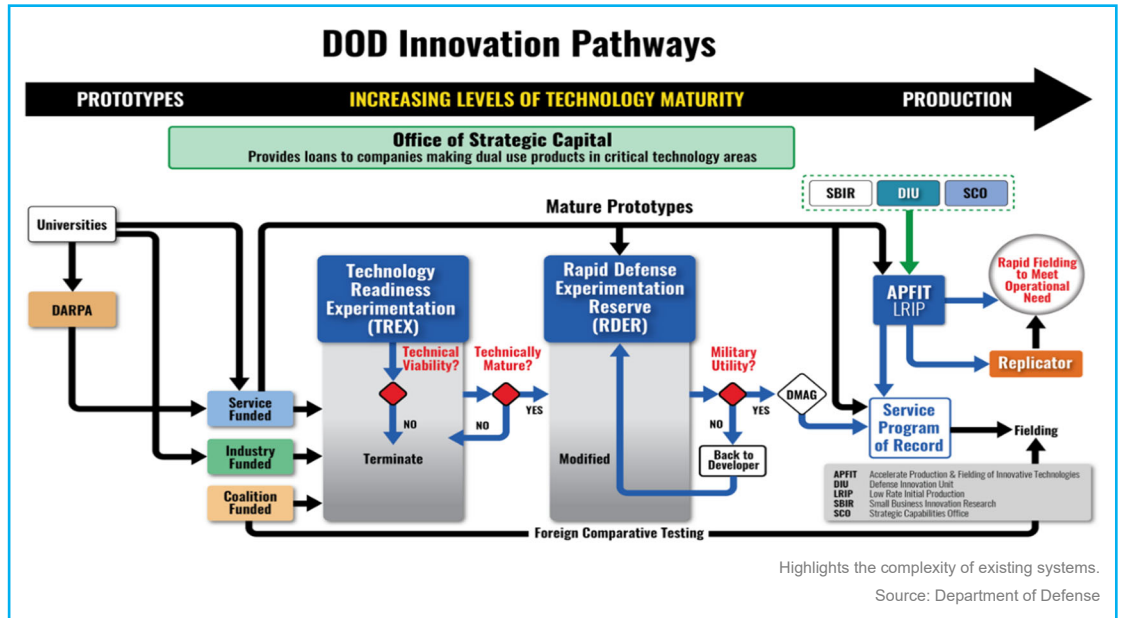 DOD Innovation Pathways
PROTOTYPES
INCREASING LEVELS OF TECHNOLOGY MATURITY
PRODUCTION
Office of Strategic Capital
Provides loans to companies making dual use products in critical technology areas
SBIR
DIU
SCO
Mature Prototypes
Universities
DARPA
Technology
Readiness
Experimentation
(TREX)
Rapid Defense
Experimentation
Reserve
(RDER)
APFIT
LRIP
Rapid Fielding
to Meet
Operational
Need
Replicator
Technical
Viability?
Technically
Mature?
Military
Utility?
Service
Funded
Industry
Funded
Coalition
Funded
NO
Terminate
NO
YES
Modified
NO
YES
Back to
Developer
DMAG
Service
Program
of Record
Fielding
APFIT Accelerate Production & Fielding of Innovative Technologies
DIU Defense Innovation Unit
LRIP Low Rate Initial Production
SBIR Small Business Innovation Research
SCO Strategic Capabilities Office
Foreign Comparative Testing
Highlights the complexity of existing systems.
Source: Department of Defense